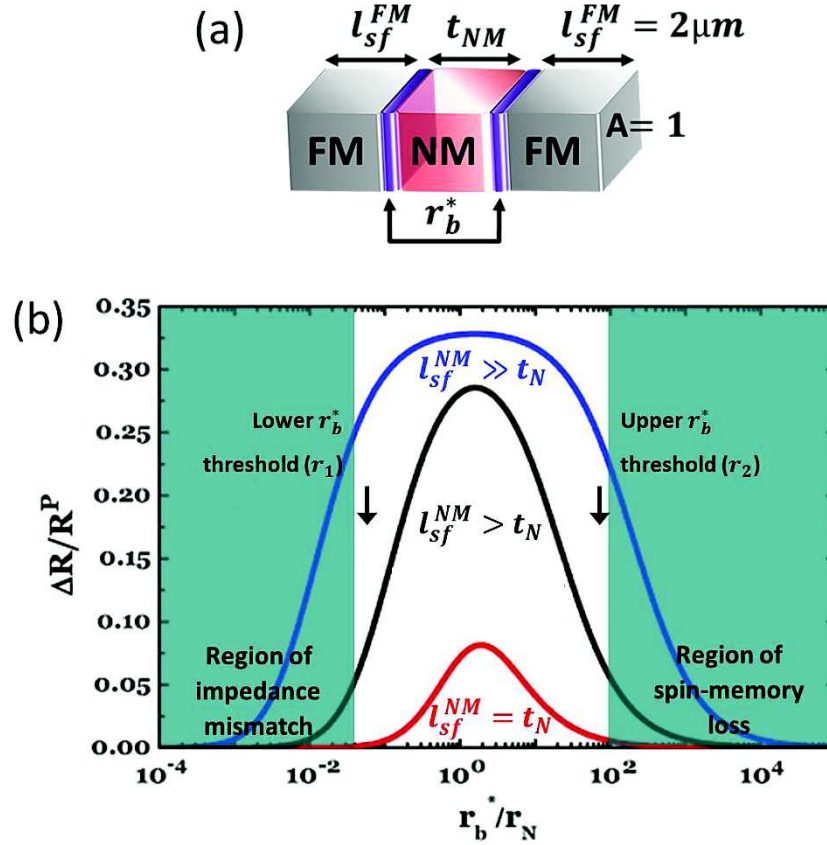 (a)
l_sf^FM t_NM l_sf^FM = 2μm
FM NM FM A= 1
r_b^*
(b)
ΔR/R^P
0.35
0.30
0.25
0.20
0.15
0.10
0.05
0.00
l_sf^NM ≫ t_N
Lower r_b^*
threshold (r_1)
Upper r_b^*
threshold (r_2)
l_sf^NM > t_N
Region of
impedance
mismatch
Region of
spin-memory
loss
l_sf^NM = t_N
10^-4 10^-2 10^0 10^2 10^4
r_b^*/r_N